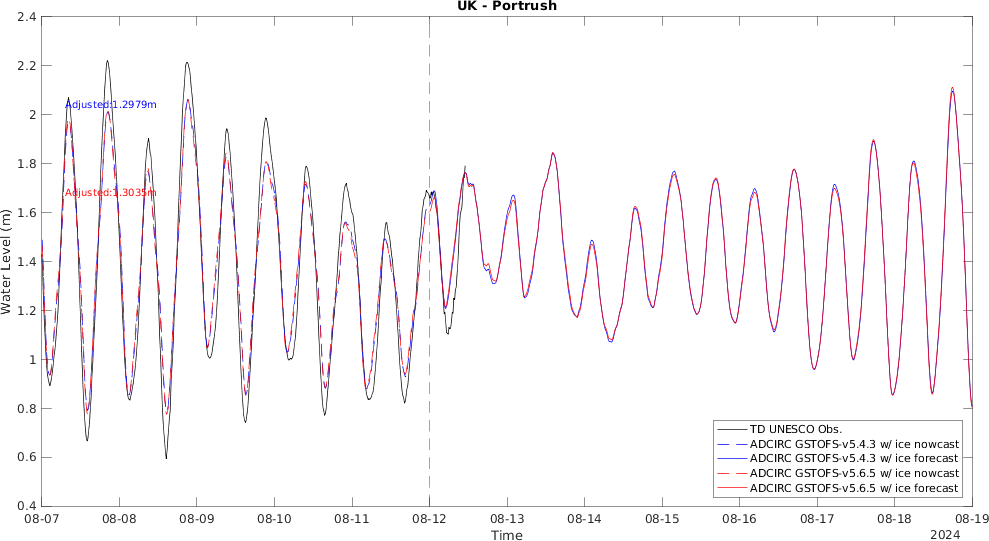 UK - Portrush
2.4
2.2
2
1.8
1.6
1.4
1.2
1
0.8
0.6
0.4
Water Level (m)
Adjusted:1.2979m
Adjusted:1.3035m
TD UNESCO Obs.
ADCIRC GSTOFS-v5.4.3 w/ ice nowcast
ADCIRC GSTOFS-v5.4.3 w/ ice forecast
ADCIRC GSTOFS-v5.6.5 w/ ice nowcast
ADCIRC GSTOFS-v5.6.5 w/ ice forecast
08-07 08-08 08-09 08-10 08-11 08-12 08-13 08-14 08-15 08-16 08-17 08-18 08-19
Time
2024